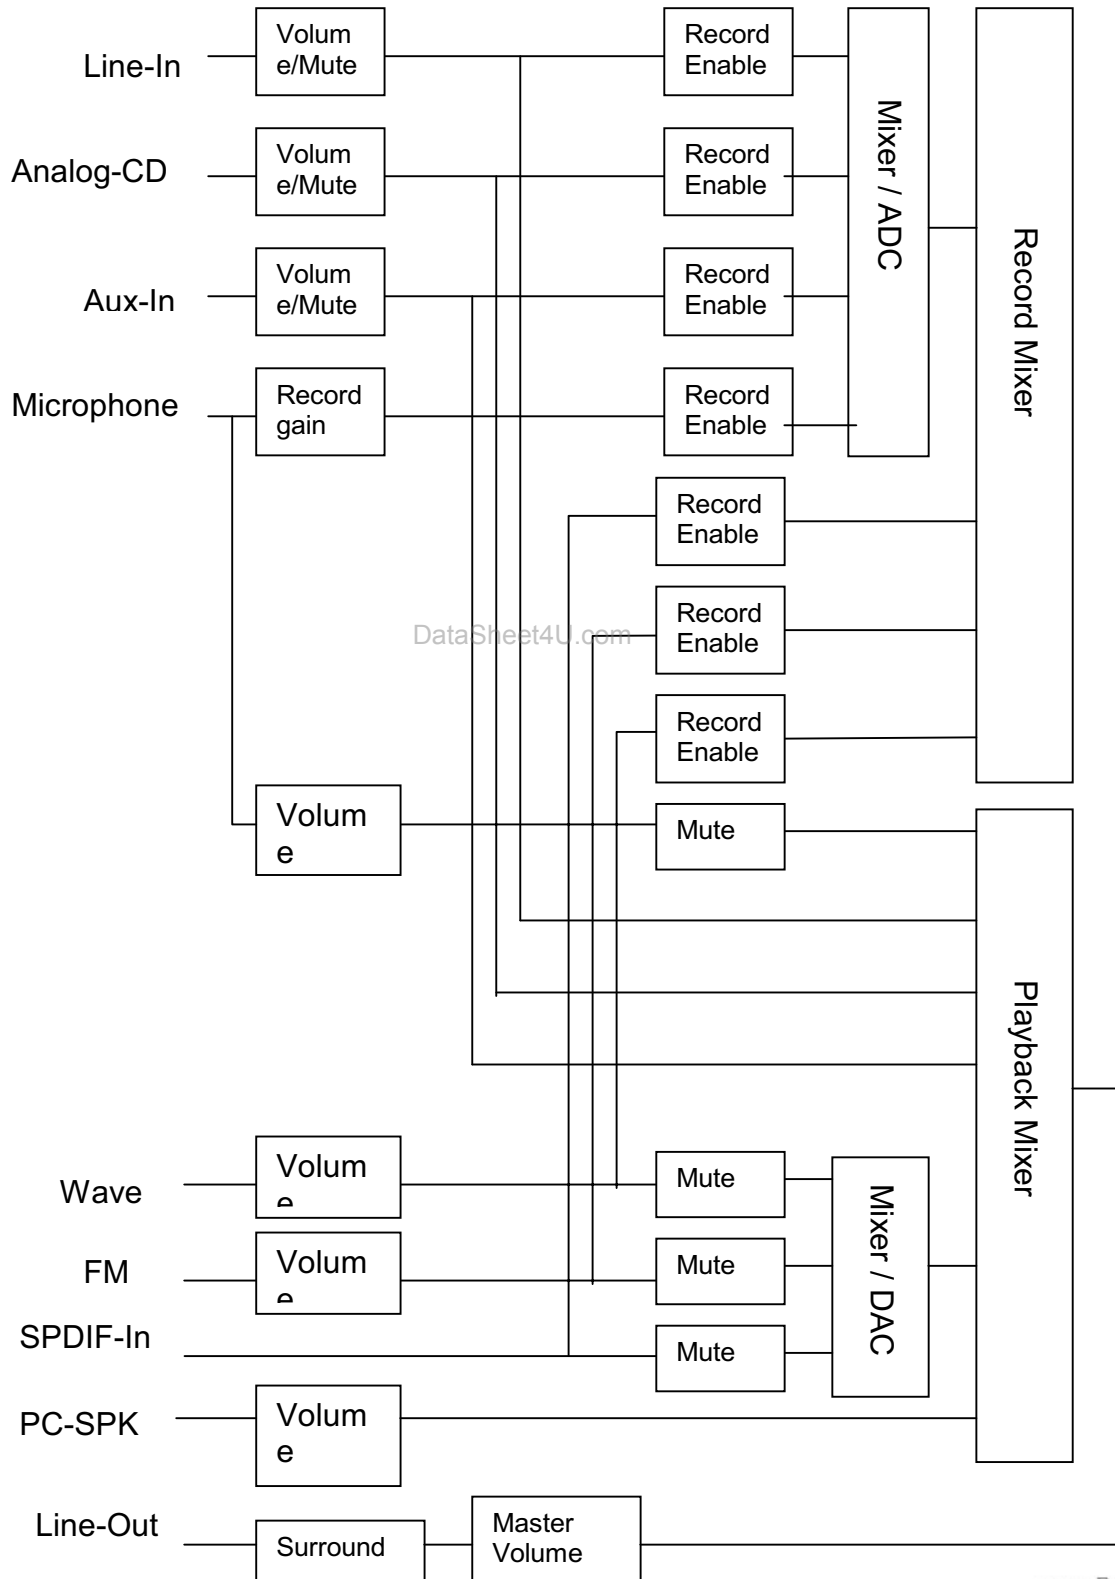 Line-In
Volum
e/Mute
Record
Enable
Mixer / ADC
Record Mixer
Analog-CD
Volum
e/Mute
Record
Enable
Aux-In
Volum
e/Mute
Record
Enable
Microphone
Record
gain
Record
Enable
Record
Enable
DataSheet4U.com
Record
Enable
Record
Enable
Volum
e
Mute
Playback Mixer
Wave
Volum
e
Mute
Mixer / DAC
FM
Volum
e
Mute
SPDIF-In
Mute
PC-SPK
Volum
e
Line-Out
Surround
Master
Volume